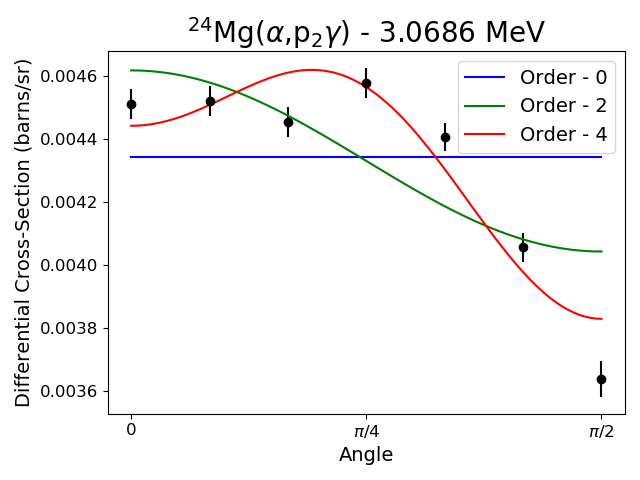 ²⁴Mg(α,p₂γ) - 3.0686 MeV
Differential Cross-Section (barns/sr)
0.0046
0.0044
0.0042
0.0040
0.0038
0.0036
Order - 0
Order - 2
Order - 4
0
π/4
π/2
Angle